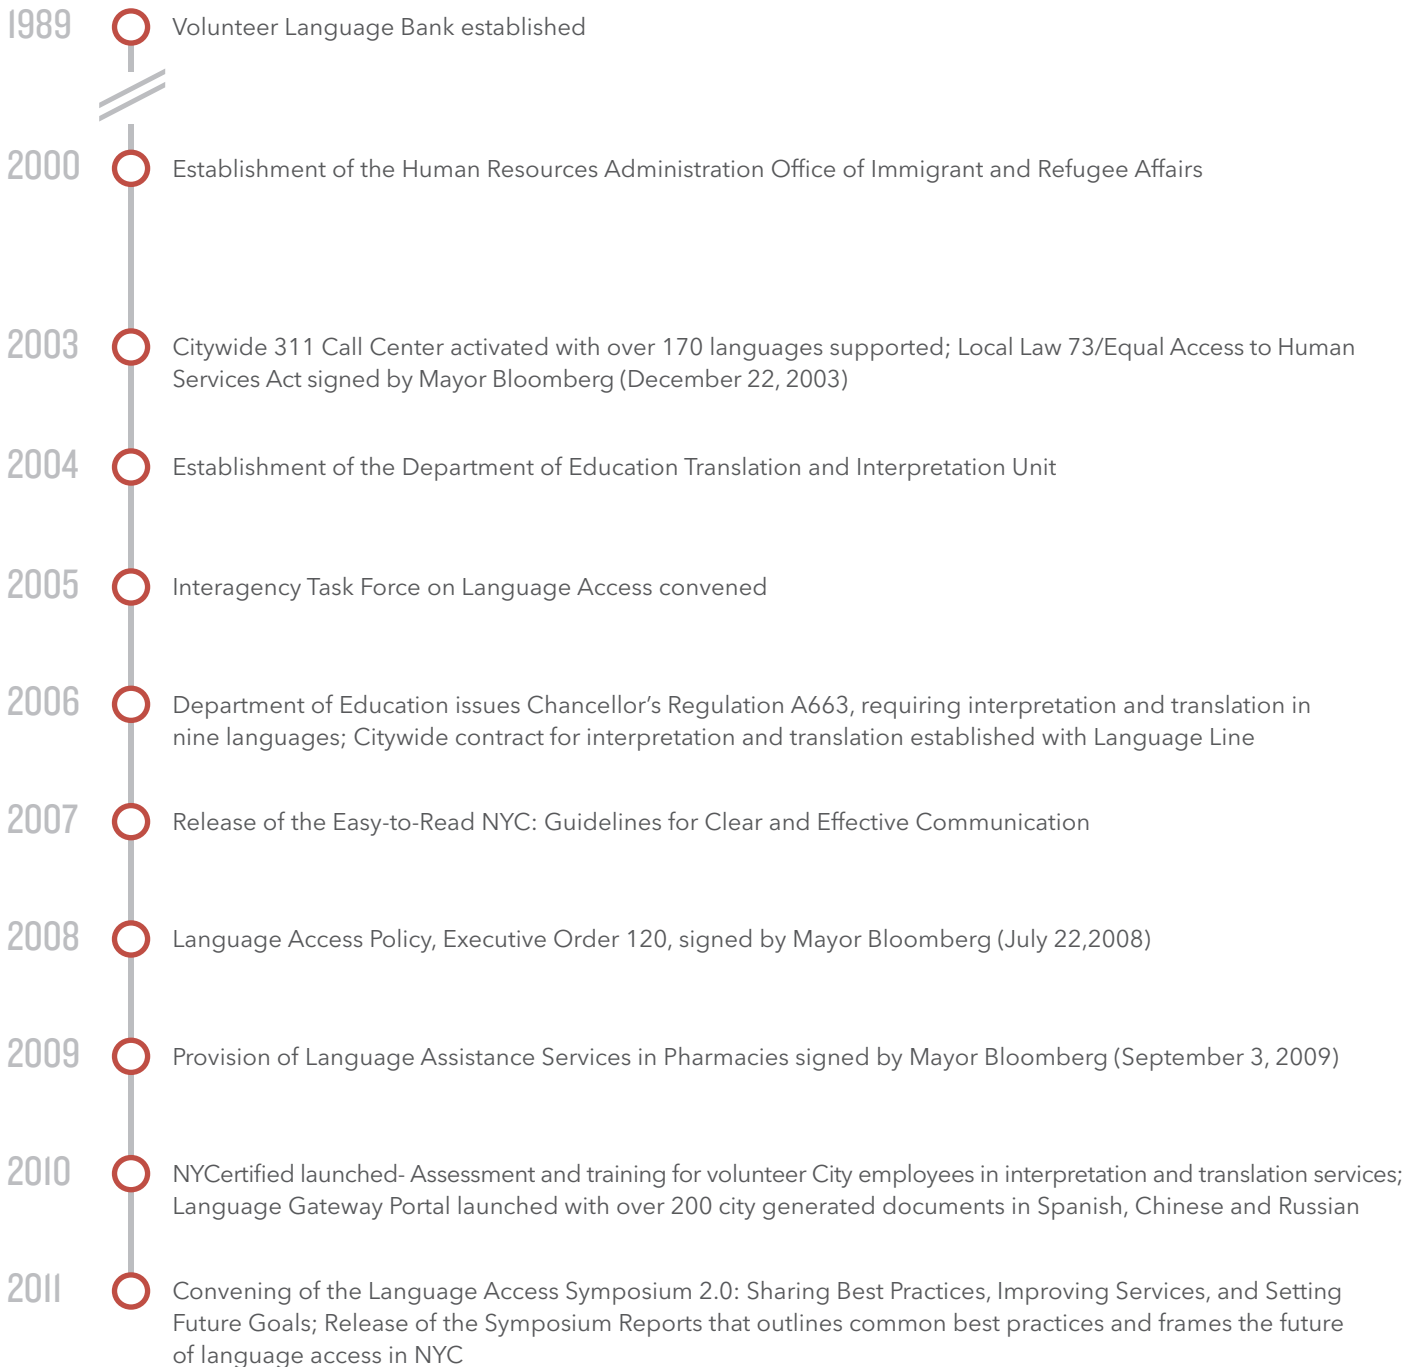 1989
Volunteer Language Bank established
2000
Establishment of the Human Resources Administration Office of Immigrant and Refugee Affairs
2003
Citywide 311 Call Center activated with over 170 languages supported; Local Law 73/Equal Access to Human
Services Act signed by Mayor Bloomberg (December 22, 2003)
2004
Establishment of the Department of Education Translation and Interpretation Unit
2005
Interagency Task Force on Language Access convened
2006
Department of Education issues Chancellor’s Regulation A663, requiring interpretation and translation in
nine languages; Citywide contract for interpretation and translation established with Language Line
2007
Release of the Easy-to-Read NYC: Guidelines for Clear and Effective Communication
2008
Language Access Policy, Executive Order 120, signed by Mayor Bloomberg (July 22,2008)
2009
Provision of Language Assistance Services in Pharmacies signed by Mayor Bloomberg (September 3, 2009)
2010
NYCertified launched- Assessment and training for volunteer City employees in interpretation and translation services;
Language Gateway Portal launched with over 200 city generated documents in Spanish, Chinese and Russian
2011
Convening of the Language Access Symposium 2.0: Sharing Best Practices, Improving Services, and Setting
Future Goals; Release of the Symposium Reports that outlines common best practices and frames the future
of language access in NYC